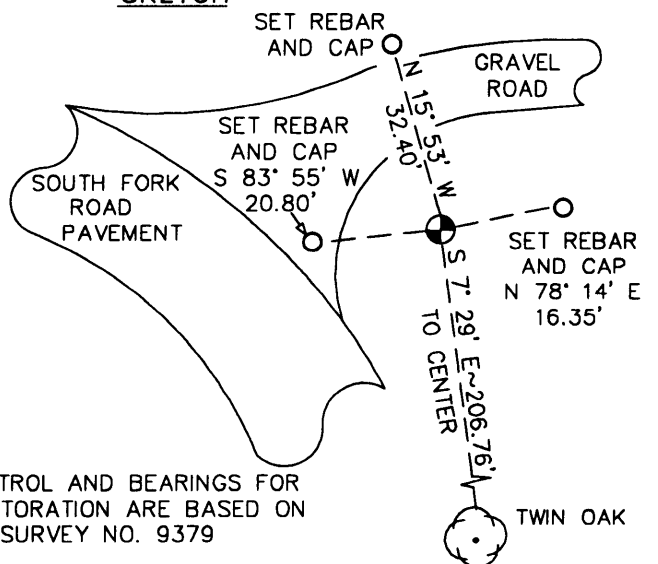 SET REBAR
AND CAP
GRAVEL
ROAD
N 15° 53' W
32.40'
SET REBAR
AND CAP
S 83° 55' W
20.80'
SOUTH FORK
ROAD
PAVEMENT
SET REBAR
AND CAP
N 78° 14' E
16.35'
S 7° 29' E~206.76'
TO CENTER
TROL AND BEARINGS FOR
TORATION ARE BASED ON
SURVEY NO. 9379
TWIN OAK